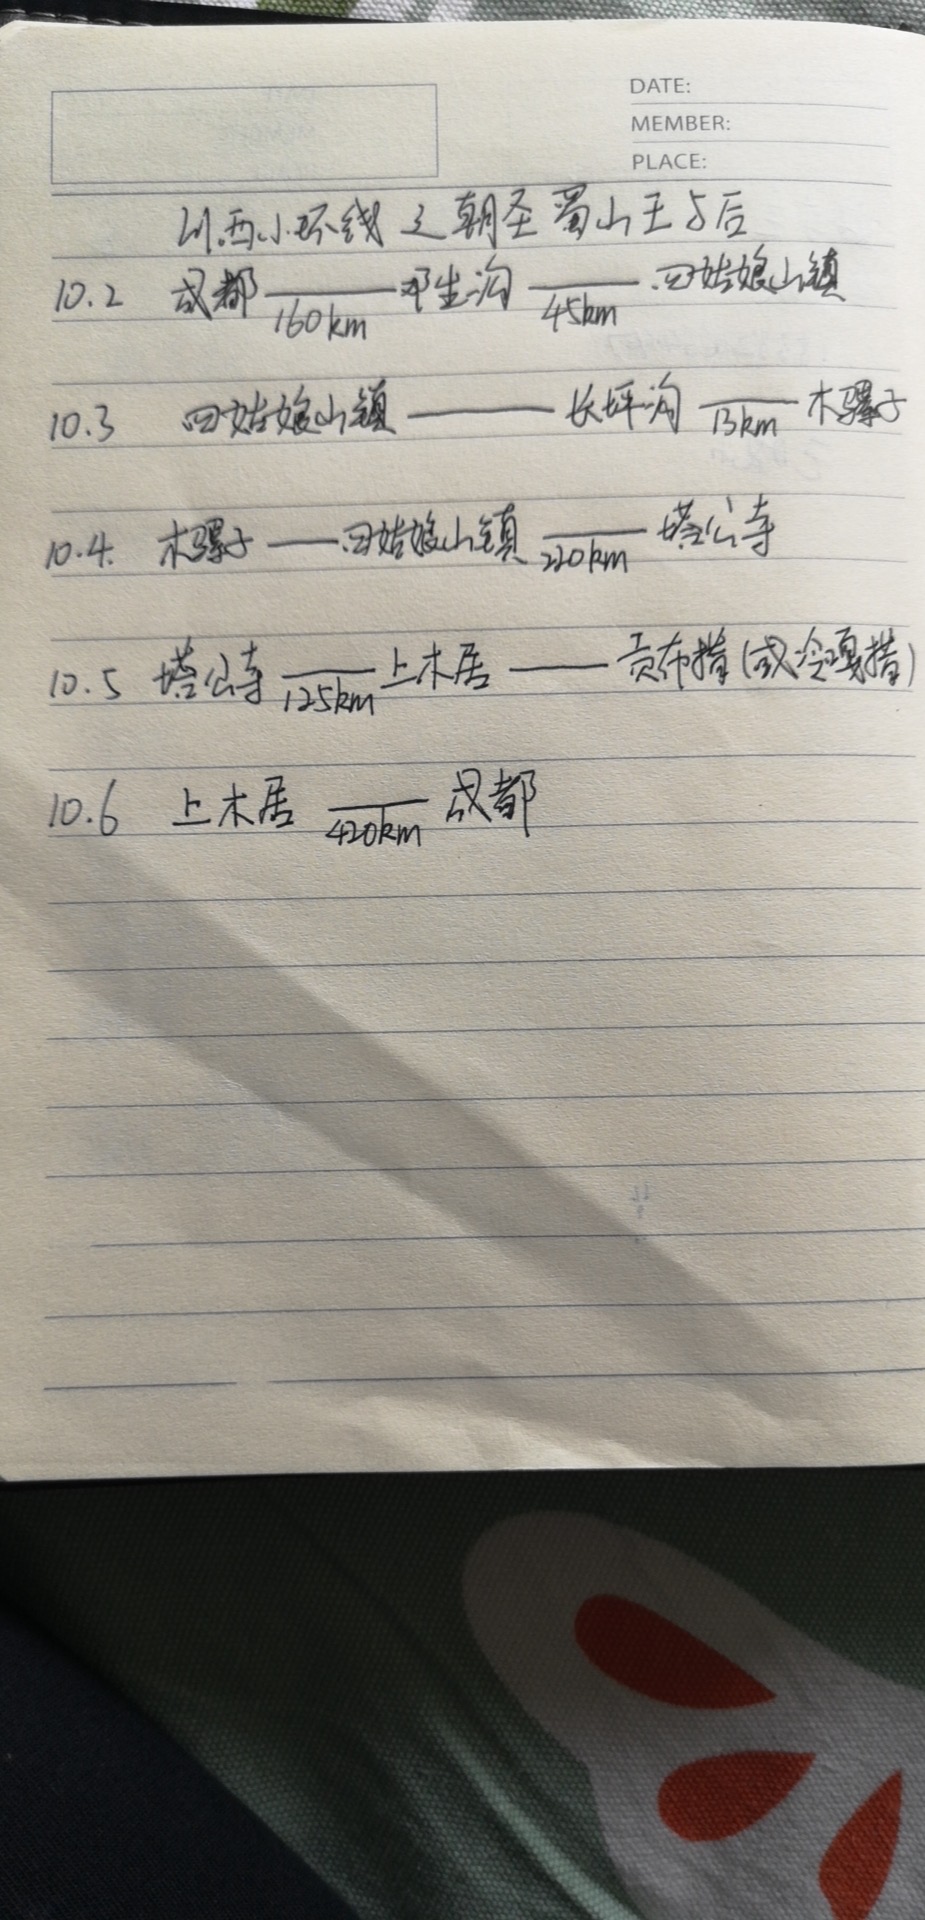 DATE:
MEMBER:
PLACE:
川西小环线之朝圣蜀山王与后
10.2 成都 —— 160km 邓生沟 —— 45km 四姑娘山镇
10.3 四姑娘山镇 —— 长坪沟 —— 13km 木骡子
10.4. 木骡子 —— 四姑娘山镇 —— 220km 塔公寺
10.5 塔公寺 —— 125km 上木居 —— 贡布措(或冷嘎措)
10.6 上木居 —— 420km 成都